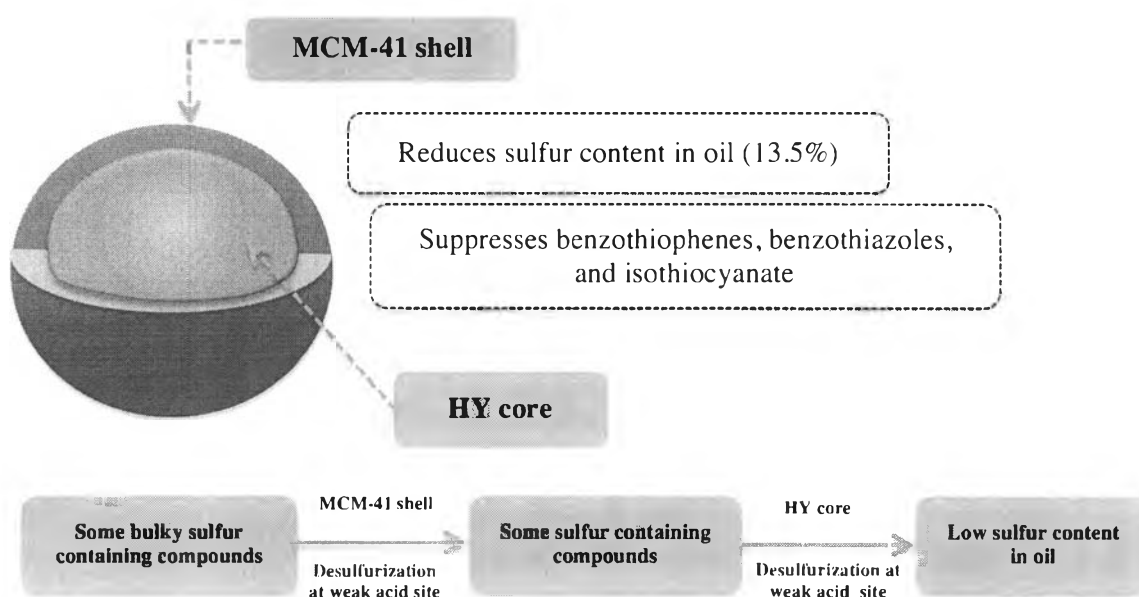 MCM-41 shell
Reduces sulfur content in oil (13.5%)
Suppresses benzothiophenes, benzothiazoles,
and isothiocyanate
HY core
Some bulky sulfur
containing compounds
MCM-41 shell
Desulfurization
at weak acid site
Some sulfur containing
compounds
HY core
Desulfurization at
weak acid site
Low sulfur content
in oil